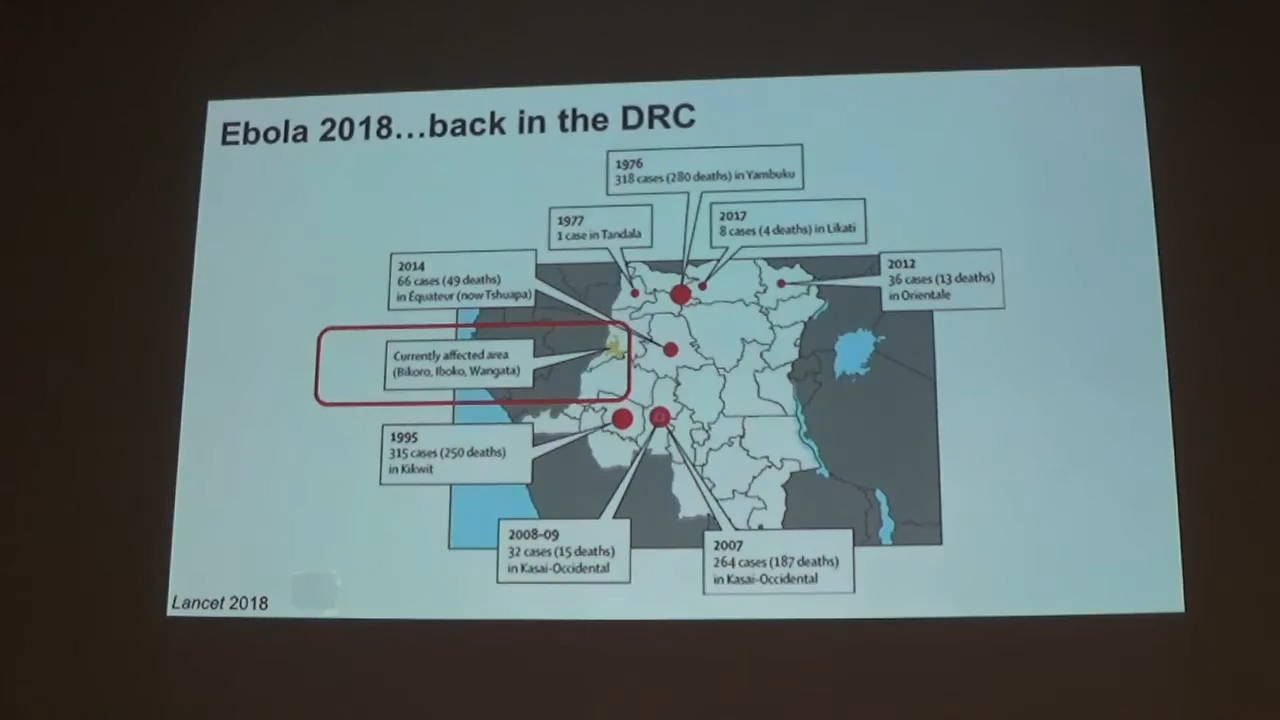 Ebola 2018...back in the DRC
1976
318 cases (280 deaths) in Yambuku
1977
1 case in Tandala
2017
8 cases (4 deaths) in Likati
2014
66 cases (49 deaths)
in Équateur (now Tshuapa)
2012
36 cases (13 deaths)
in Orientale
Currently affected area
(Bikoro, Iboko, Wangata)
1995
315 cases (250 deaths)
in Kikwit
2008–09
32 cases (15 deaths)
in Kasai-Occidental
2007
264 cases (187 deaths)
in Kasai-Occidental
Lancet 2018